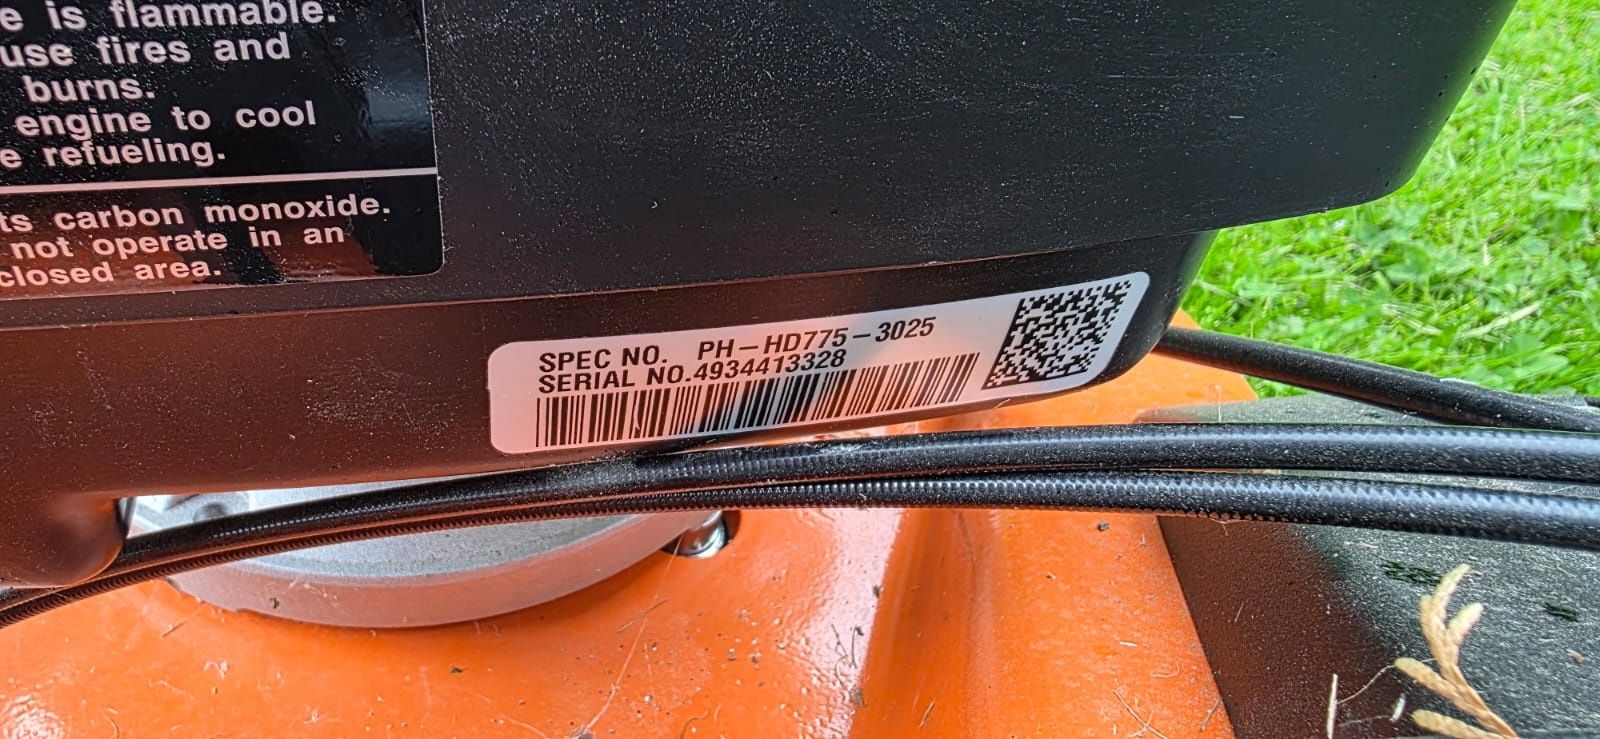 e is flammable.
use fires and
burns.
engine to cool
e refueling.
ts carbon monoxide.
not operate in an
closed area.
SPEC NO. PH-HD775-3025
SERIAL NO.4934413328